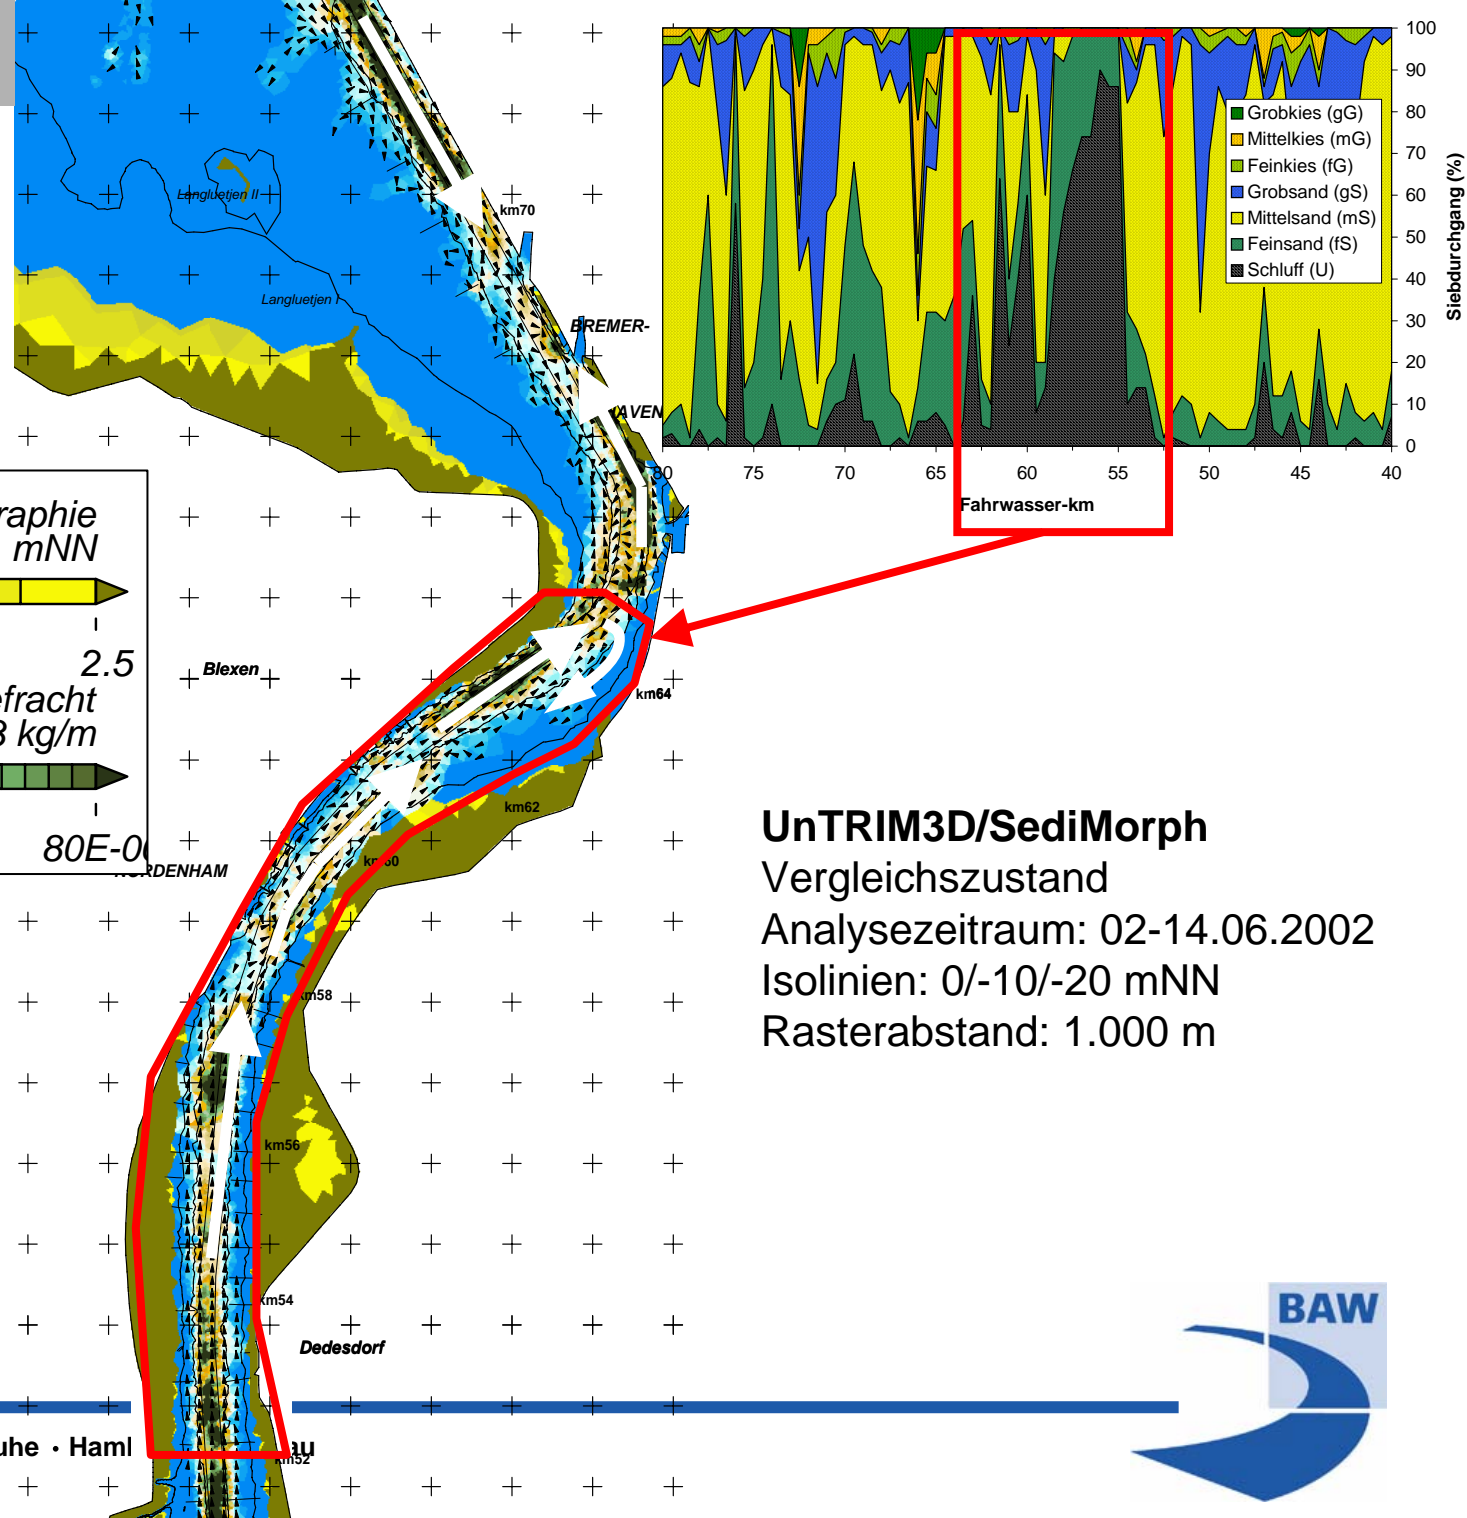 100
90
80
70
60
50
40
30
20
10
0
Siebdurchgang (%)
Grobkies (gG)
Mittelkies (mG)
Feinkies (fG)
Grobsand (gS)
Mittelsand (mS)
Feinsand (fS)
Schluff (U)
80 75 70 65 60 55 50 45 40
Fahrwasser-km
Langluetjen II
km70
Langluetjen I
BREMER-
AVEN
raphie
mNN
2.5
efracht
kg/m
Blexen
km64
km62
km60
RDENHAM
km58
km56
km54
Dedesdorf
km52
UnTRIM3D/SediMorph
Vergleichszustand
Analysezeitraum: 02-14.06.2002
Isolinien: 0/-10/-20 mNN
Rasterabstand: 1.000 m
BAW
uhe • Ham
au